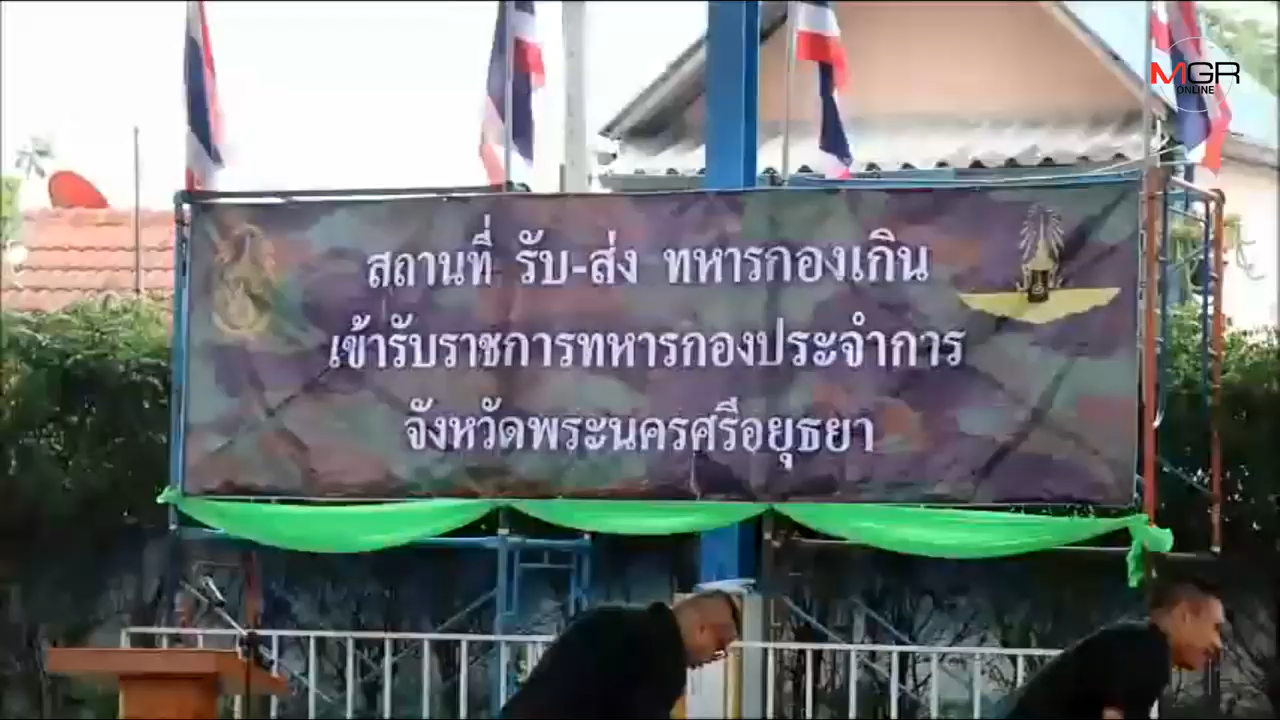 MGR
ONLINE
สถานที่ รับ-ส่ง ทหารกองเกิน
เข้ารับราชการทหารกองประจำการ
จังหวัดพระนครศรีอยุธยา